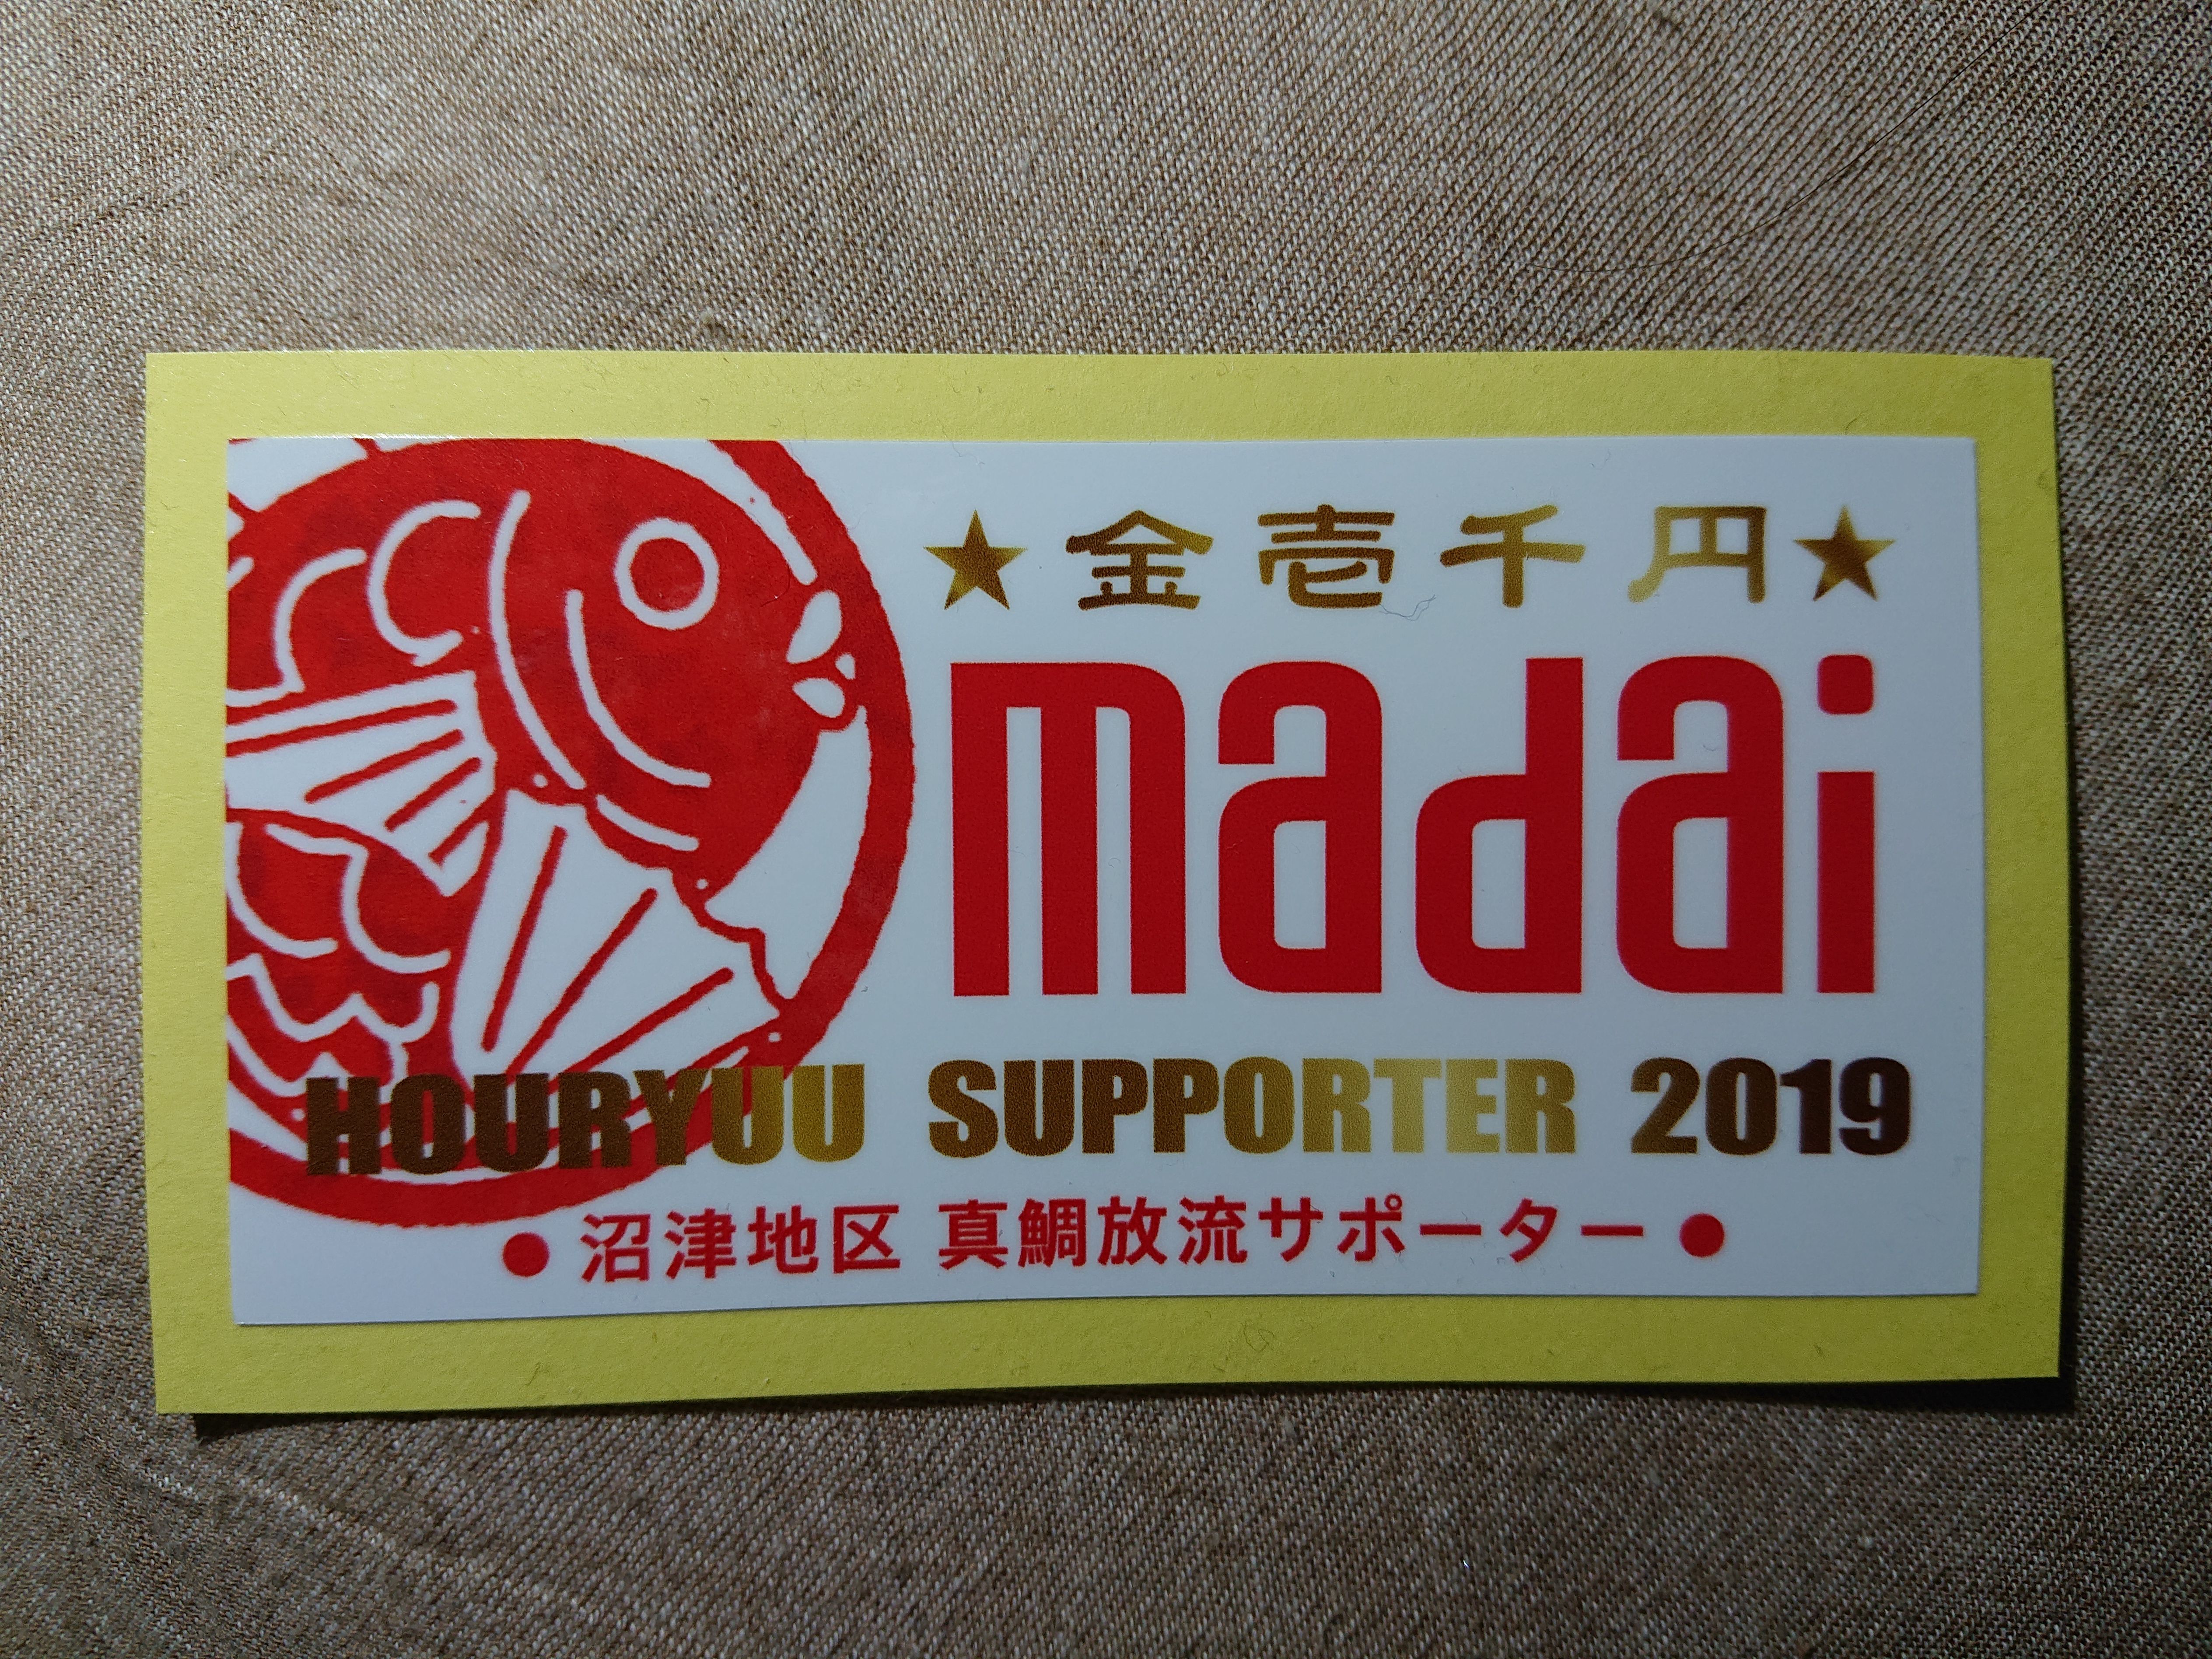 ★金壱千円★
madai
HOURYUU SUPPORTER 2019
●沼津地区 真鯛放流サポーター●